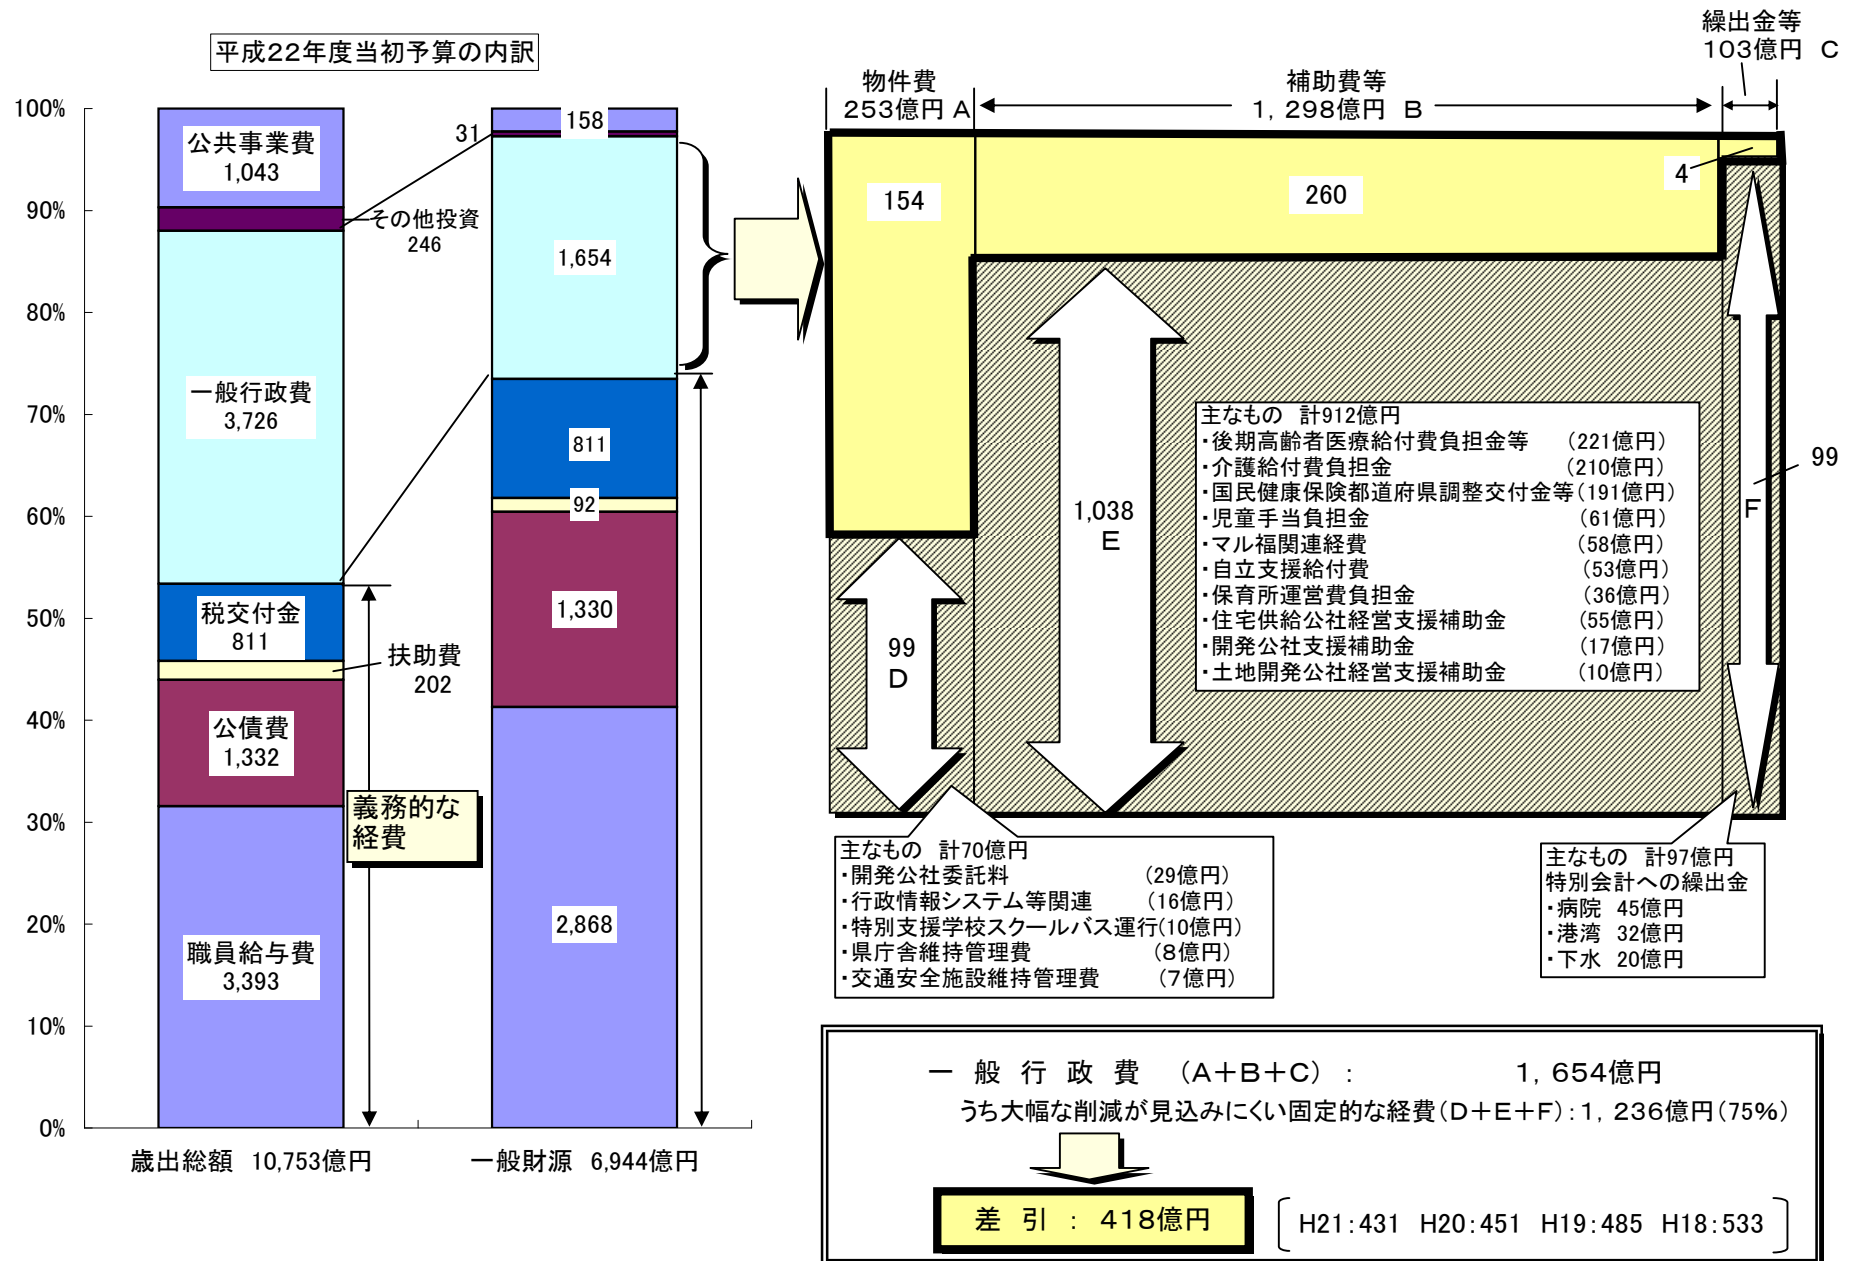 平成22年度当初予算の内訳
100%
90%
80%
70%
60%
50%
40%
30%
20%
10%
0%
公共事業費
1,043
その他投資
246
一般行政費
3,726
税交付金
811
扶助費
202
公債費
1,332
義務的な
経費
職員給与費
3,393
歳出総額 10,753億円
31
158
1,654
811
92
1,330
2,868
一般財源 6,944億円
物件費
253億円 A
補助費等
1,298億円 B
繰出金等
103億円 C
154
260
4
99
D
1,038
E
F
99
主なもの 計912億円
・後期高齢者医療給付費負担金等 (221億円)
・介護給付費負担金 (210億円)
・国民健康保険都道府県調整交付金等(191億円)
・児童手当負担金 (61億円)
・マル福関連経費 (58億円)
・自立支援給付費 (53億円)
・保育所運営費負担金 (36億円)
・住宅供給公社経営支援補助金 (55億円)
・開発公社支援補助金 (17億円)
・土地開発公社経営支援補助金 (10億円)
主なもの 計70億円
・開発公社委託料 (29億円)
・行政情報システム等関連 (16億円)
・特別支援学校スクールバス運行(10億円)
・県庁舎維持管理費 (8億円)
・交通安全施設維持管理費 (7億円)
主なもの 計97億円
特別会計への繰出金
・病院 45億円
・港湾 32億円
・下水 20億円
一般行政費 (A+B+C): 1,654億円
うち大幅な削減が見込みにくい固定的な経費(D+E+F):1,236億円(75%)
差引:418億円
H21:431 H20:451 H19:485 H18:533